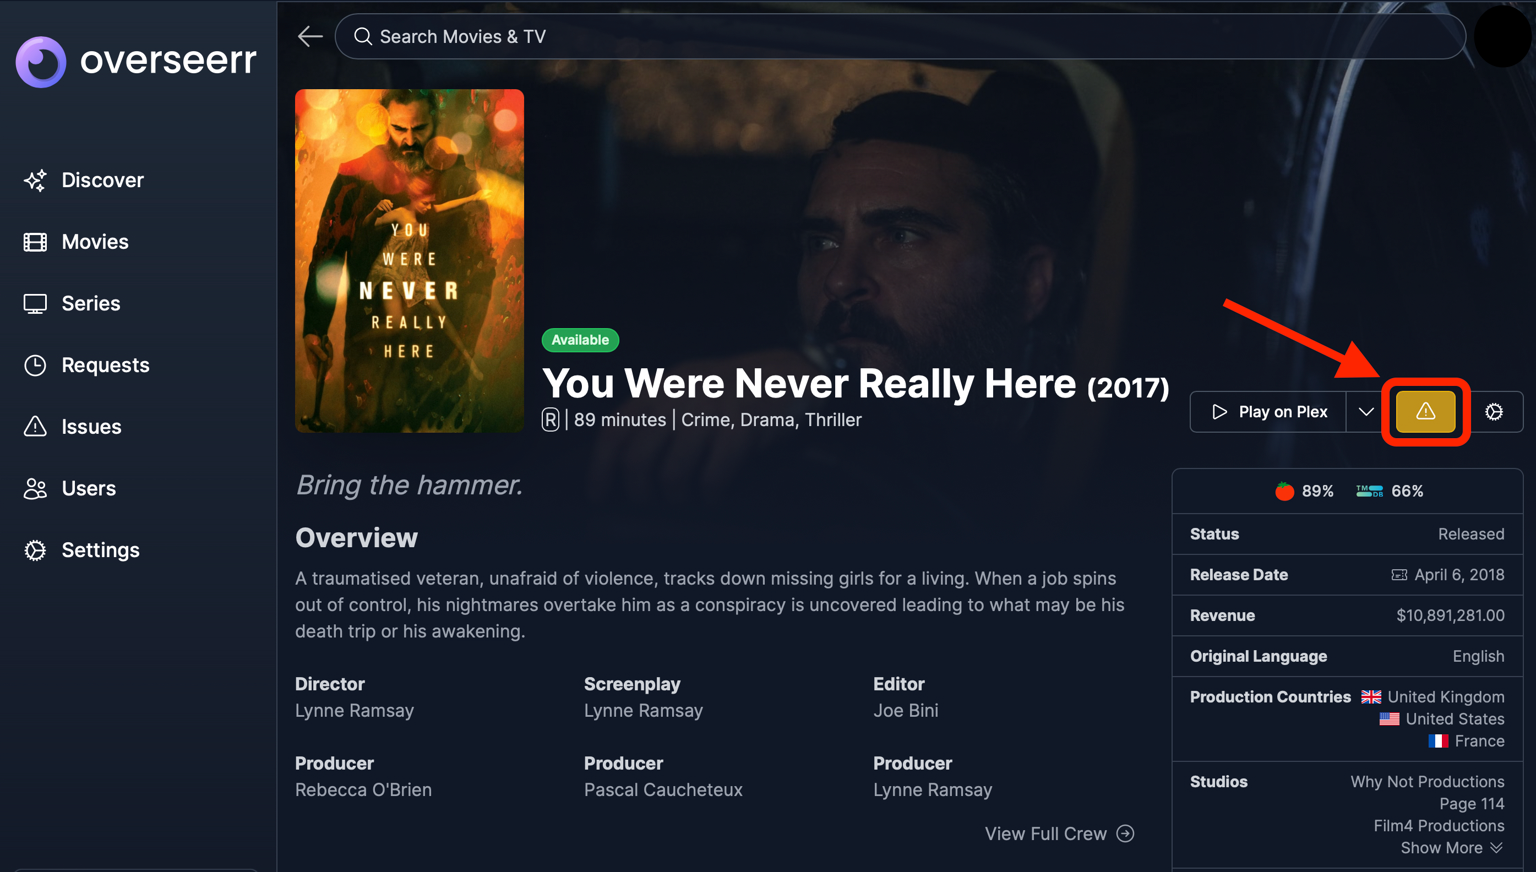 overseerr
Search Movies & TV
Discover
Movies
Series
Requests
Issues
Users
Settings
YOU
WERE
NEVER
REALLY
HERE
Available
You Were Never Really Here (2017)
R | 89 minutes | Crime, Drama, Thriller
Play on Plex
Bring the hammer.
Overview
A traumatised veteran, unafraid of violence, tracks down missing girls for a living. When a job spins
out of control, his nightmares overtake him as a conspiracy is uncovered leading to what may be his
death trip or his awakening.
Director
Lynne Ramsay
Screenplay
Lynne Ramsay
Editor
Joe Bini
Producer
Rebecca O'Brien
Producer
Pascal Caucheteux
Producer
Lynne Ramsay
View Full Crew
89% TMDB 66%
Status Released
Release Date April 6, 2018
Revenue $10,891,281.00
Original Language English
Production Countries United Kingdom
United States
France
Studios Why Not Productions
Page 114
Film4 Productions
Show More